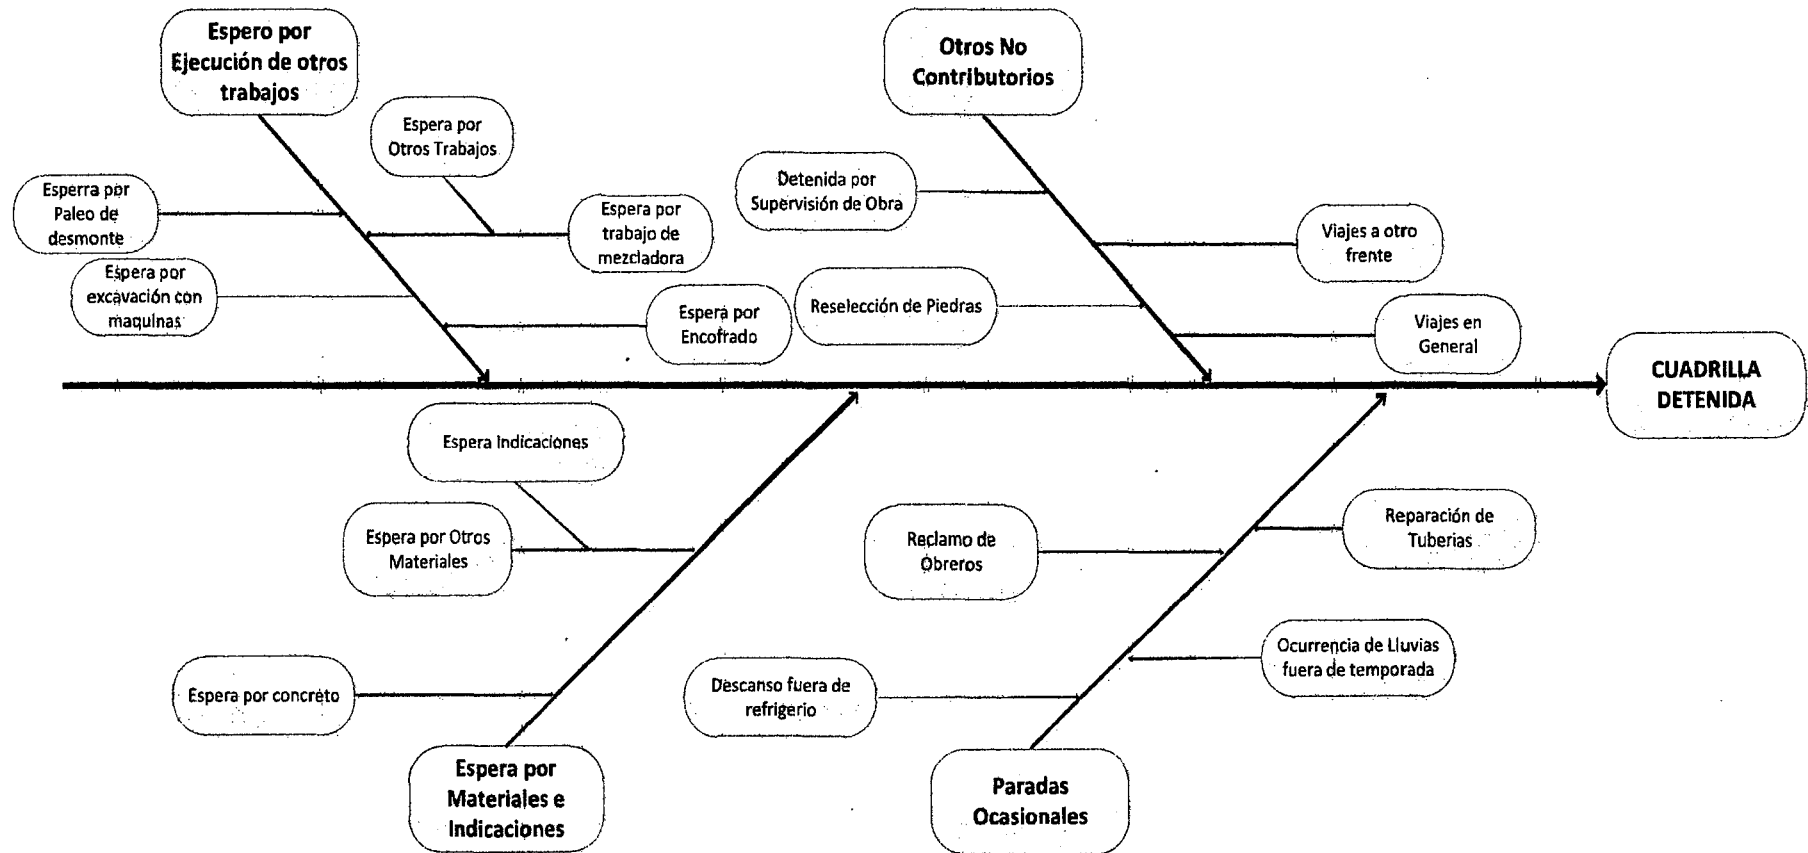 Espero por
Ejecución de otros
trabajos
Otros No
Contributorios
Espera por
Otros Trabajos
Detenida por
Supervisión de Obra
Esperra por
Paleo de
desmonte
Espera por
trabajo de
mezcladora
Viajes a otro
frente
Espera por
excavación con
maquinas
Reselección de Piedras
Espera por
Encofrado
Viajes en
General
CUADRILLA
DETENIDA
Espera Indicaciones
Espera por Otros
Materiales
Reclamo de
Obreros
Reparación de
Tuberias
Ocurrencia de Lluvias
fuera de temporada
Espera por concreto
Descanso fuera de
refrigerio
Espera por
Materiales e
Indicaciones
Paradas
Ocasionales